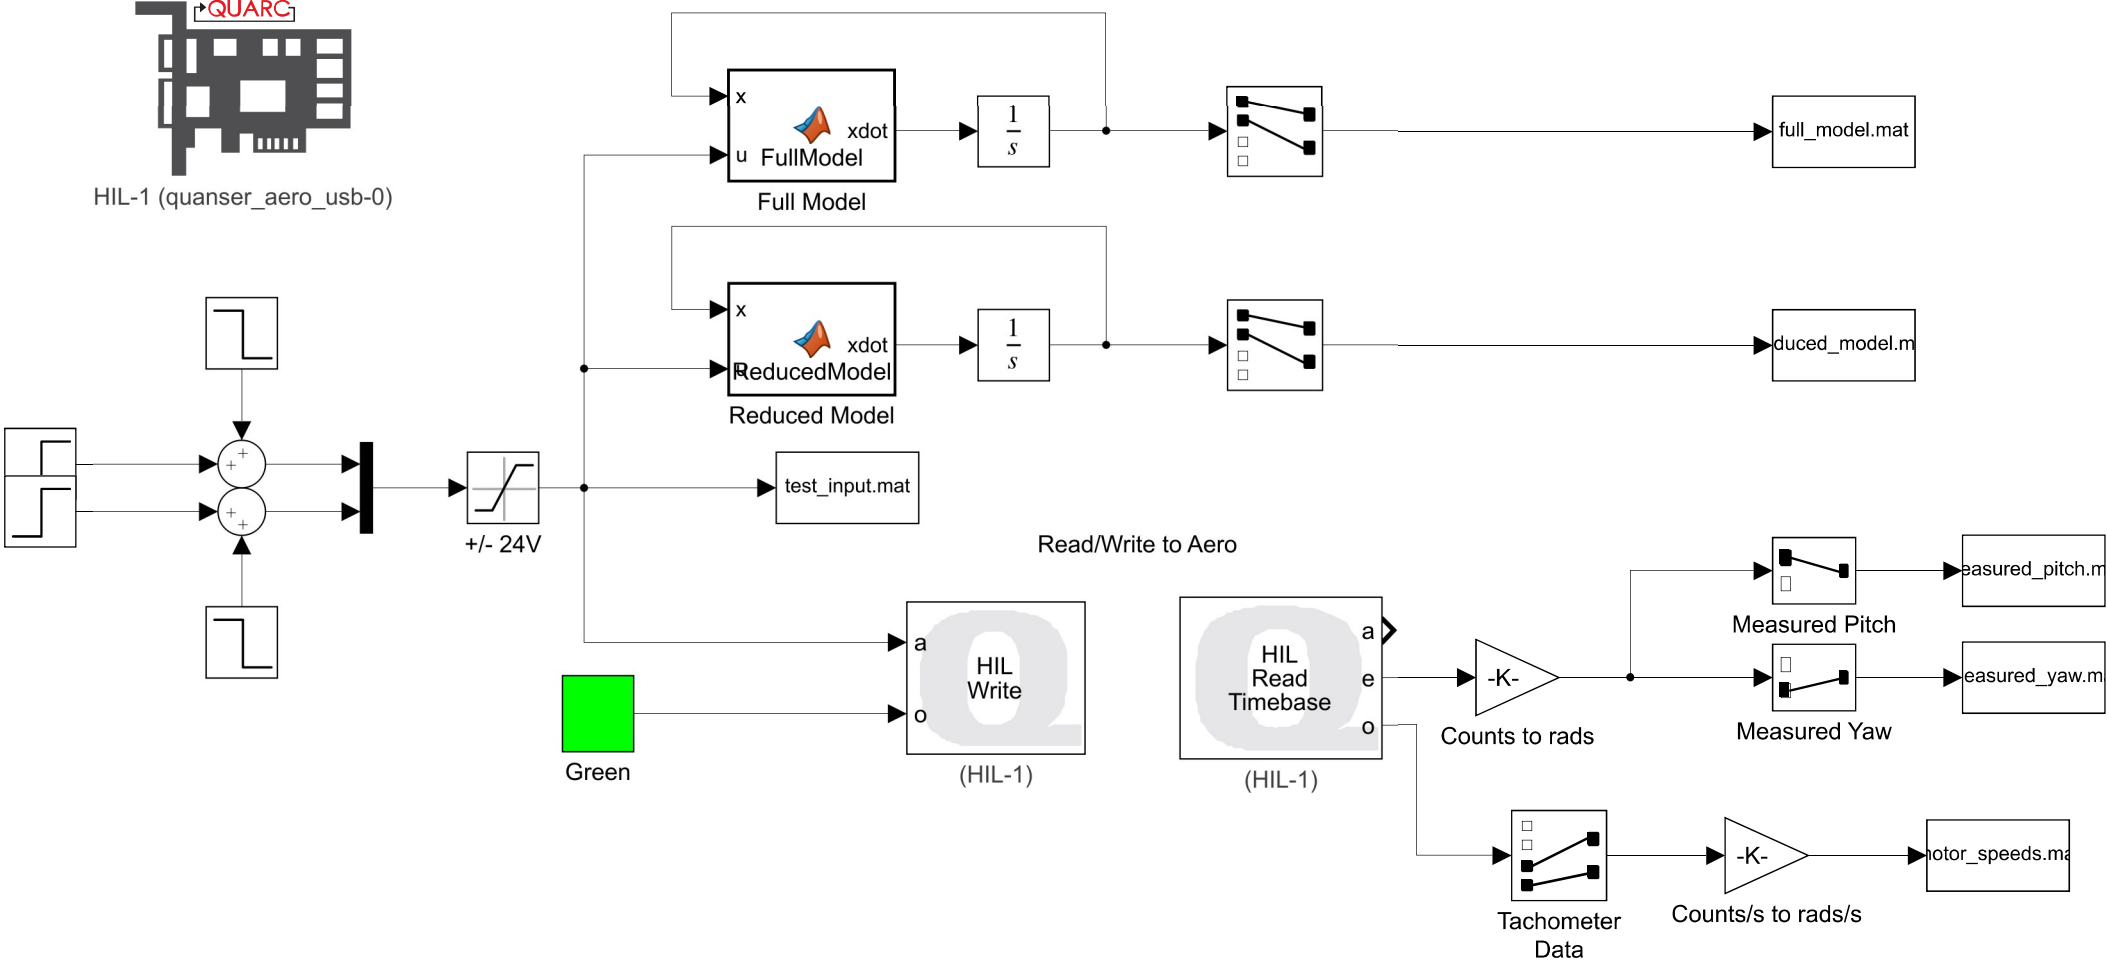 QUARC
HIL-1 (quanser_aero_usb-0)
x
u
xdot
FullModel
Full Model
1
s
full_model.mat
x
u
xdot
ReducedModel
Reduced Model
1
s
duced_model.m
+
+
+
+
+/- 24V
test_input.mat
Read/Write to Aero
Green
a
o
HIL
Write
(HIL-1)
HIL
Read
Timebase
a
e
o
(HIL-1)
-K-
Counts to rads
Measured Pitch
easured_pitch.m
Measured Yaw
easured_yaw.m
Tachometer
Data
-K-
Counts/s to rads/s
otor_speeds.ma